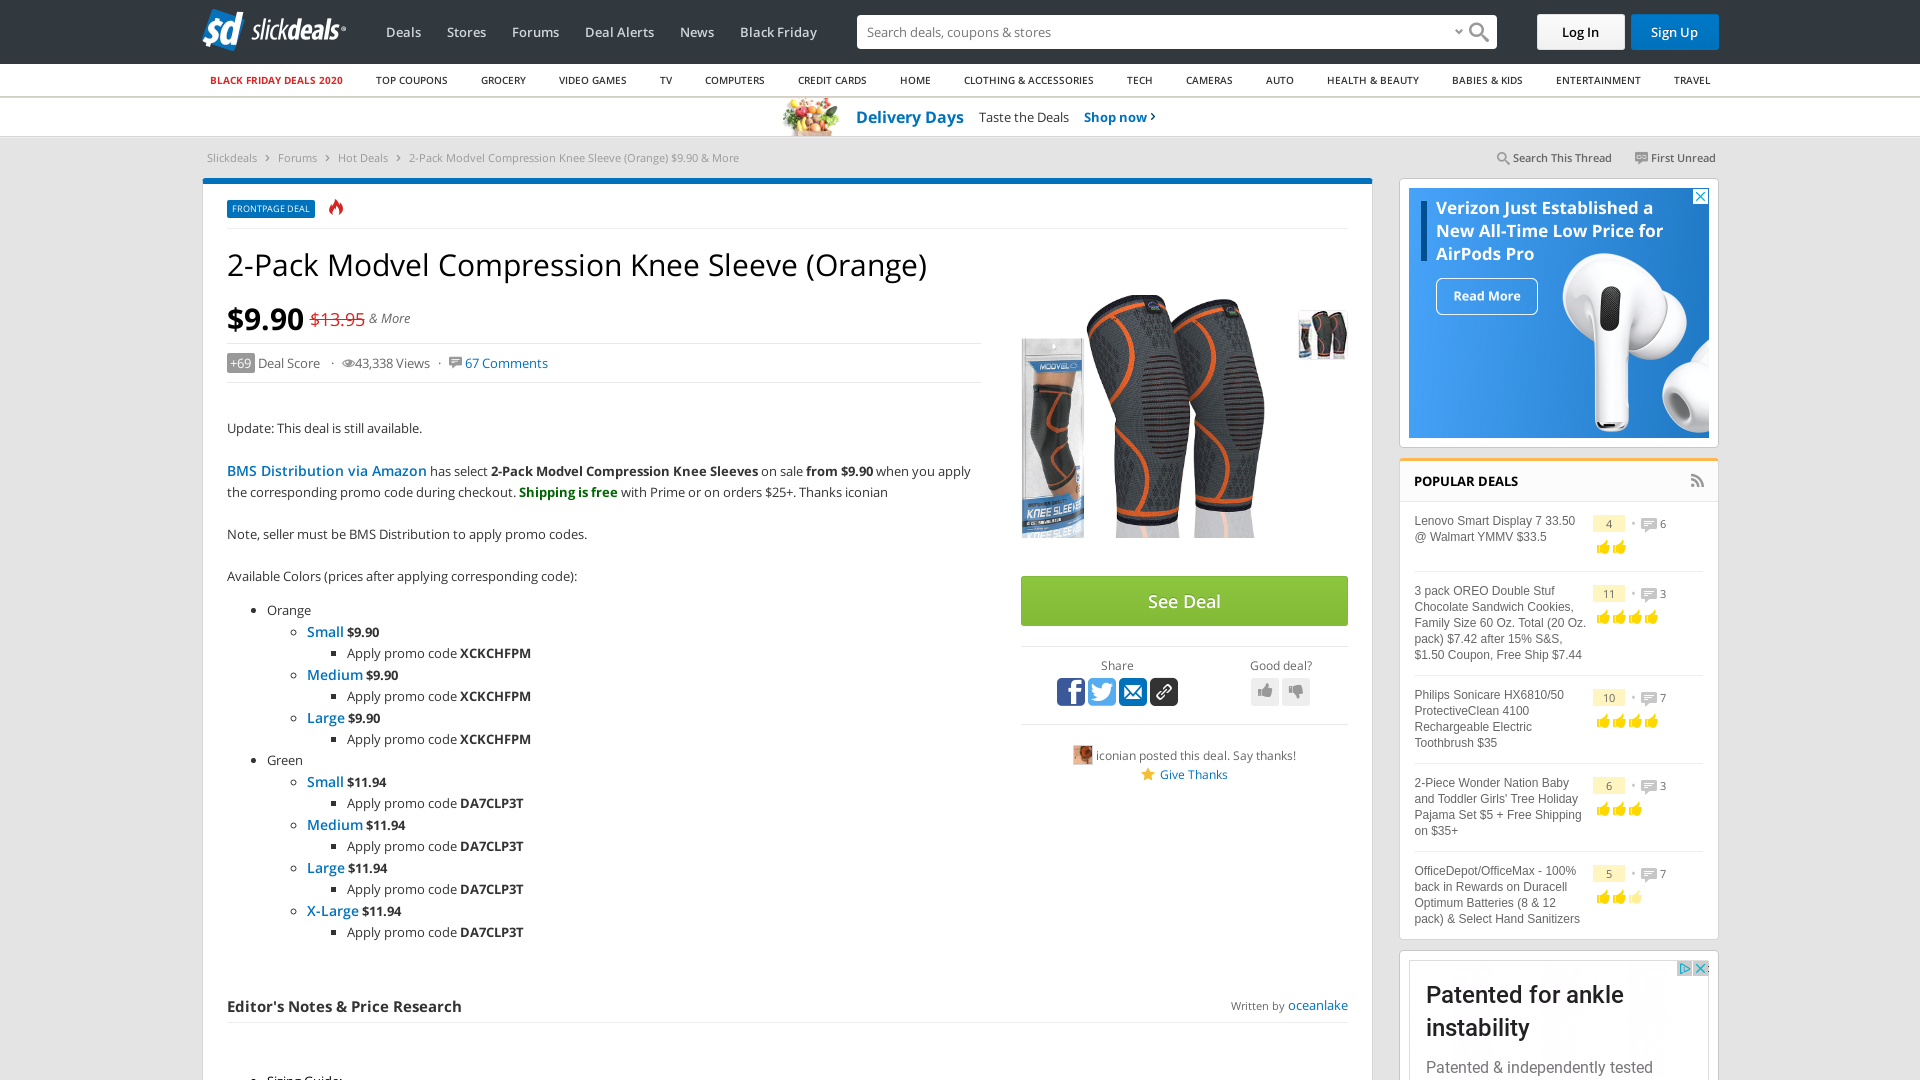 slickdeals
Deals
Stores
Forums
Deal Alerts
News
Black Friday
Search deals, coupons & stores
Log In
Sign Up
BLACK FRIDAY DEALS 2020
TOP COUPONS
GROCERY
VIDEO GAMES
TV
COMPUTERS
CREDIT CARDS
HOME
CLOTHING & ACCESSORIES
TECH
CAMERAS
AUTO
HEALTH & BEAUTY
BABIES & KIDS
ENTERTAINMENT
TRAVEL
Delivery Days Taste the Deals Shop now
Slickdeals > Forums > Hot Deals > 2-Pack Modvel Compression Knee Sleeve (Orange) $9.90 & More
Search This Thread
First Unread
FRONTPAGE DEAL
2-Pack Modvel Compression Knee Sleeve (Orange)
$9.90 $13.95 & More
+69 Deal Score · 43,338 Views · 67 Comments
Update: This deal is still available.
BMS Distribution via Amazon has select 2-Pack Modvel Compression Knee Sleeves on sale from $9.90 when you apply
the corresponding promo code during checkout. Shipping is free with Prime or on orders $25+. Thanks iconian
Note, seller must be BMS Distribution to apply promo codes.
Available Colors (prices after applying corresponding code):
Orange
Small $9.90
Apply promo code XCKCHFPM
Medium $9.90
Apply promo code XCKCHFPM
Large $9.90
Apply promo code XCKCHFPM
Green
Small $11.94
Apply promo code DA7CLP3T
Medium $11.94
Apply promo code DA7CLP3T
Large $11.94
Apply promo code DA7CLP3T
X-Large $11.94
Apply promo code DA7CLP3T
MODVEL
KNEE SLEEVE
See Deal
Share
Good deal?
iconian posted this deal. Say thanks!
Give Thanks
Editor's Notes & Price Research
Written by oceanlake
Sizing Guide:
Verizon Just Established a
New All-Time Low Price for
AirPods Pro
Read More
POPULAR DEALS
Lenovo Smart Display 7 33.50
@ Walmart YMMV $33.5
4 • 6
3 pack OREO Double Stuf
Chocolate Sandwich Cookies,
Family Size 60 Oz. Total (20 Oz.
pack) $7.42 after 15% S&S,
$1.50 Coupon, Free Ship $7.44
11 • 3
Philips Sonicare HX6810/50
ProtectiveClean 4100
Rechargeable Electric
Toothbrush $35
10 • 7
2-Piece Wonder Nation Baby
and Toddler Girls' Tree Holiday
Pajama Set $5 + Free Shipping
on $35+
6 • 3
OfficeDepot/OfficeMax - 100%
back in Rewards on Duracell
Optimum Batteries (8 & 12
pack) & Select Hand Sanitizers
5 • 7
Patented for ankle
instability
Patented & independently tested